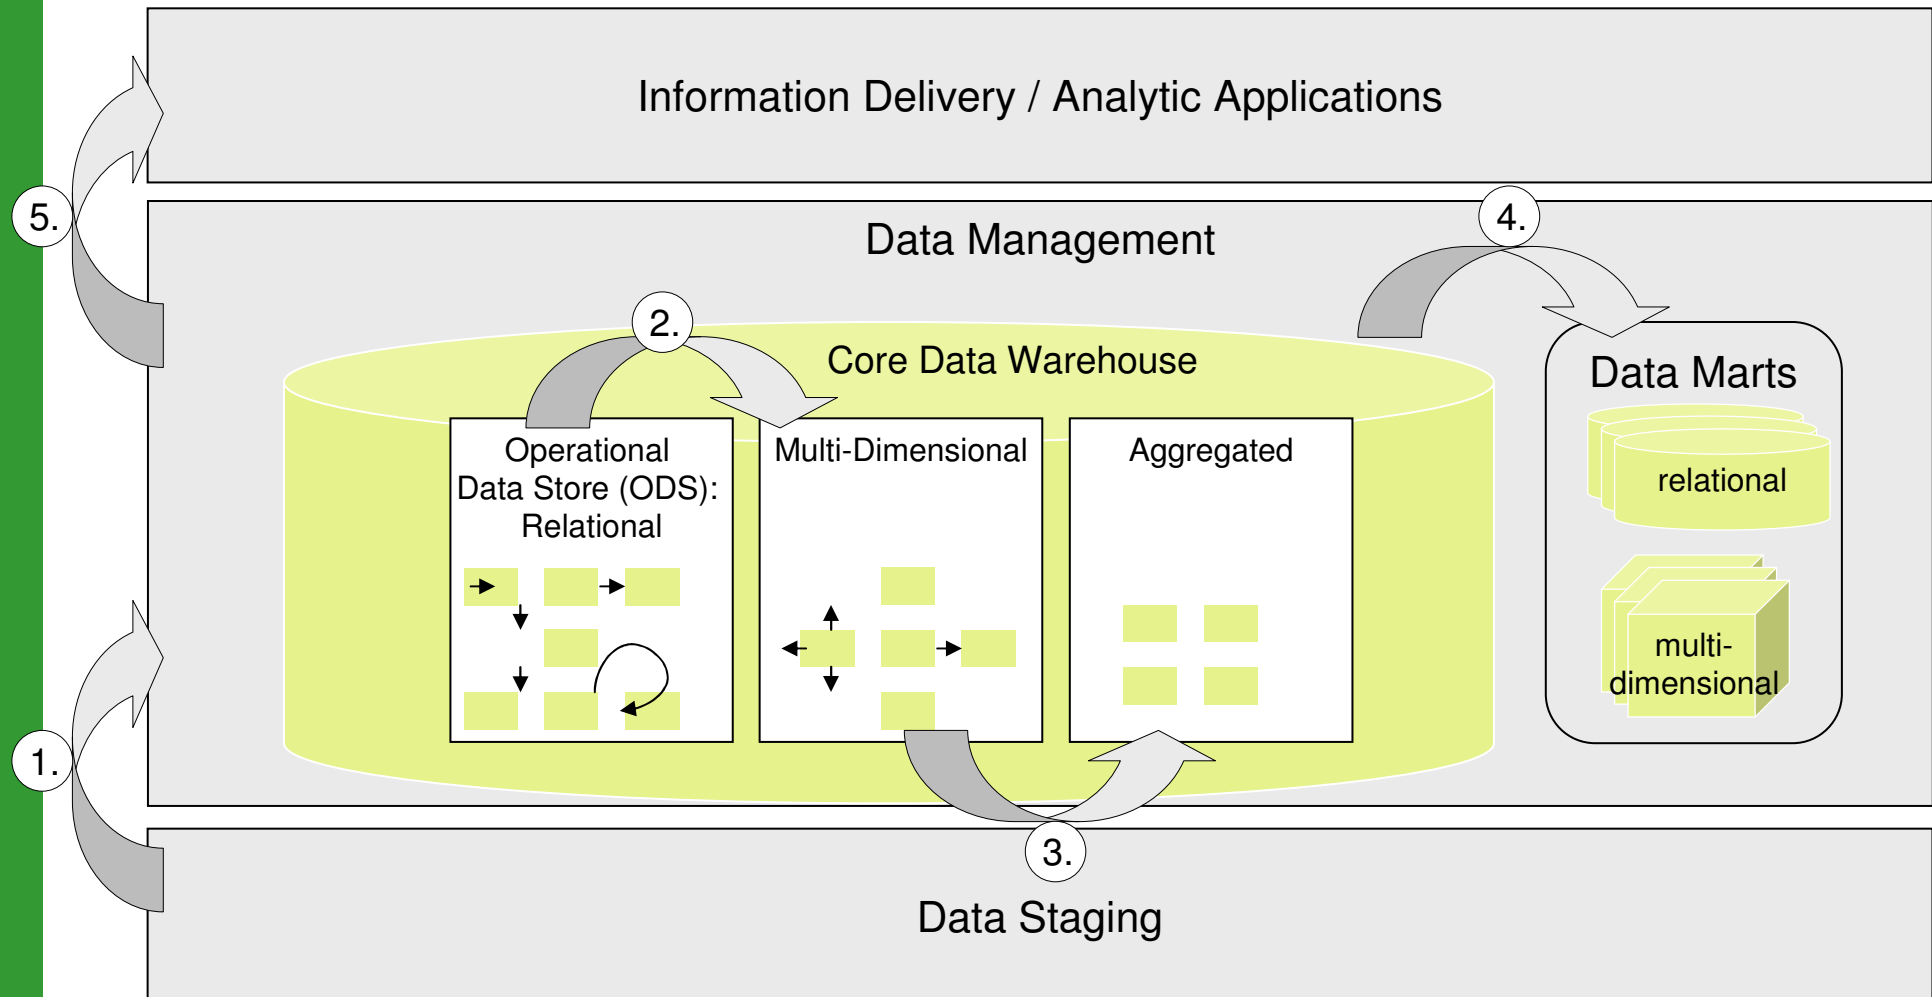 Information Delivery / Analytic Applications
5.
4.
Data Management
2.
Core Data Warehouse
Data Marts
Operational
Data Store (ODS):
Relational
Multi-Dimensional
Aggregated
relational
multi-
dimensional
1.
3.
Data Staging